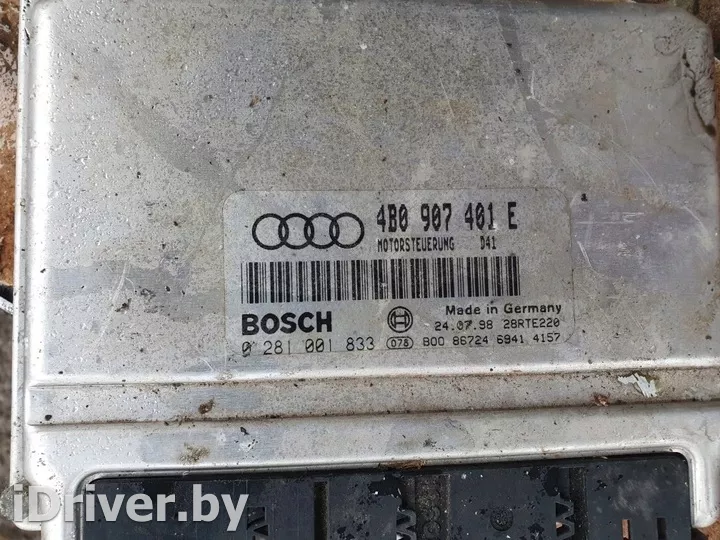 4B0 907 401 E
MOTORSTEUERUNG D41
Made in Germany
BOSCH 24.07.98 28RTE220
0 281 001 833 078 800 86724 6941 4157
iDriver.by